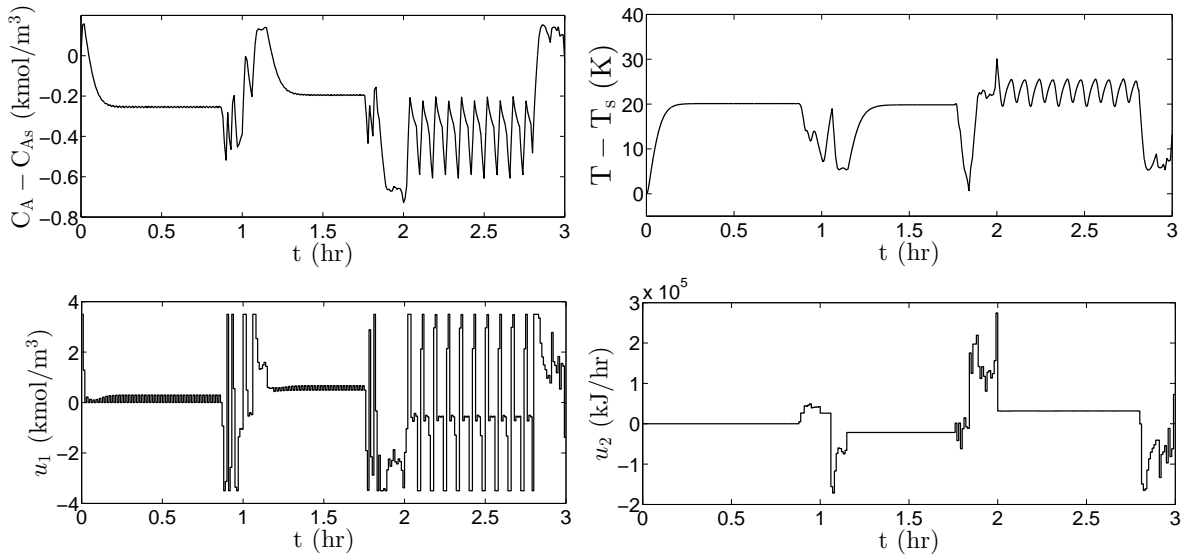 C_A − C_As (kmol/m³)
0
−0.2
−0.4
−0.6
−0.8
0 0.5 1 1.5 2 2.5 3
t (hr)
T − T_s (K)
40
30
20
10
0
0 0.5 1 1.5 2 2.5 3
t (hr)
u₁ (kmol/m³)
4
2
0
−2
−4
0 0.5 1 1.5 2 2.5 3
t (hr)
u₂ (kJ/hr)
x 10⁵
3
2
1
0
−1
−2
0 0.5 1 1.5 2 2.5 3
t (hr)